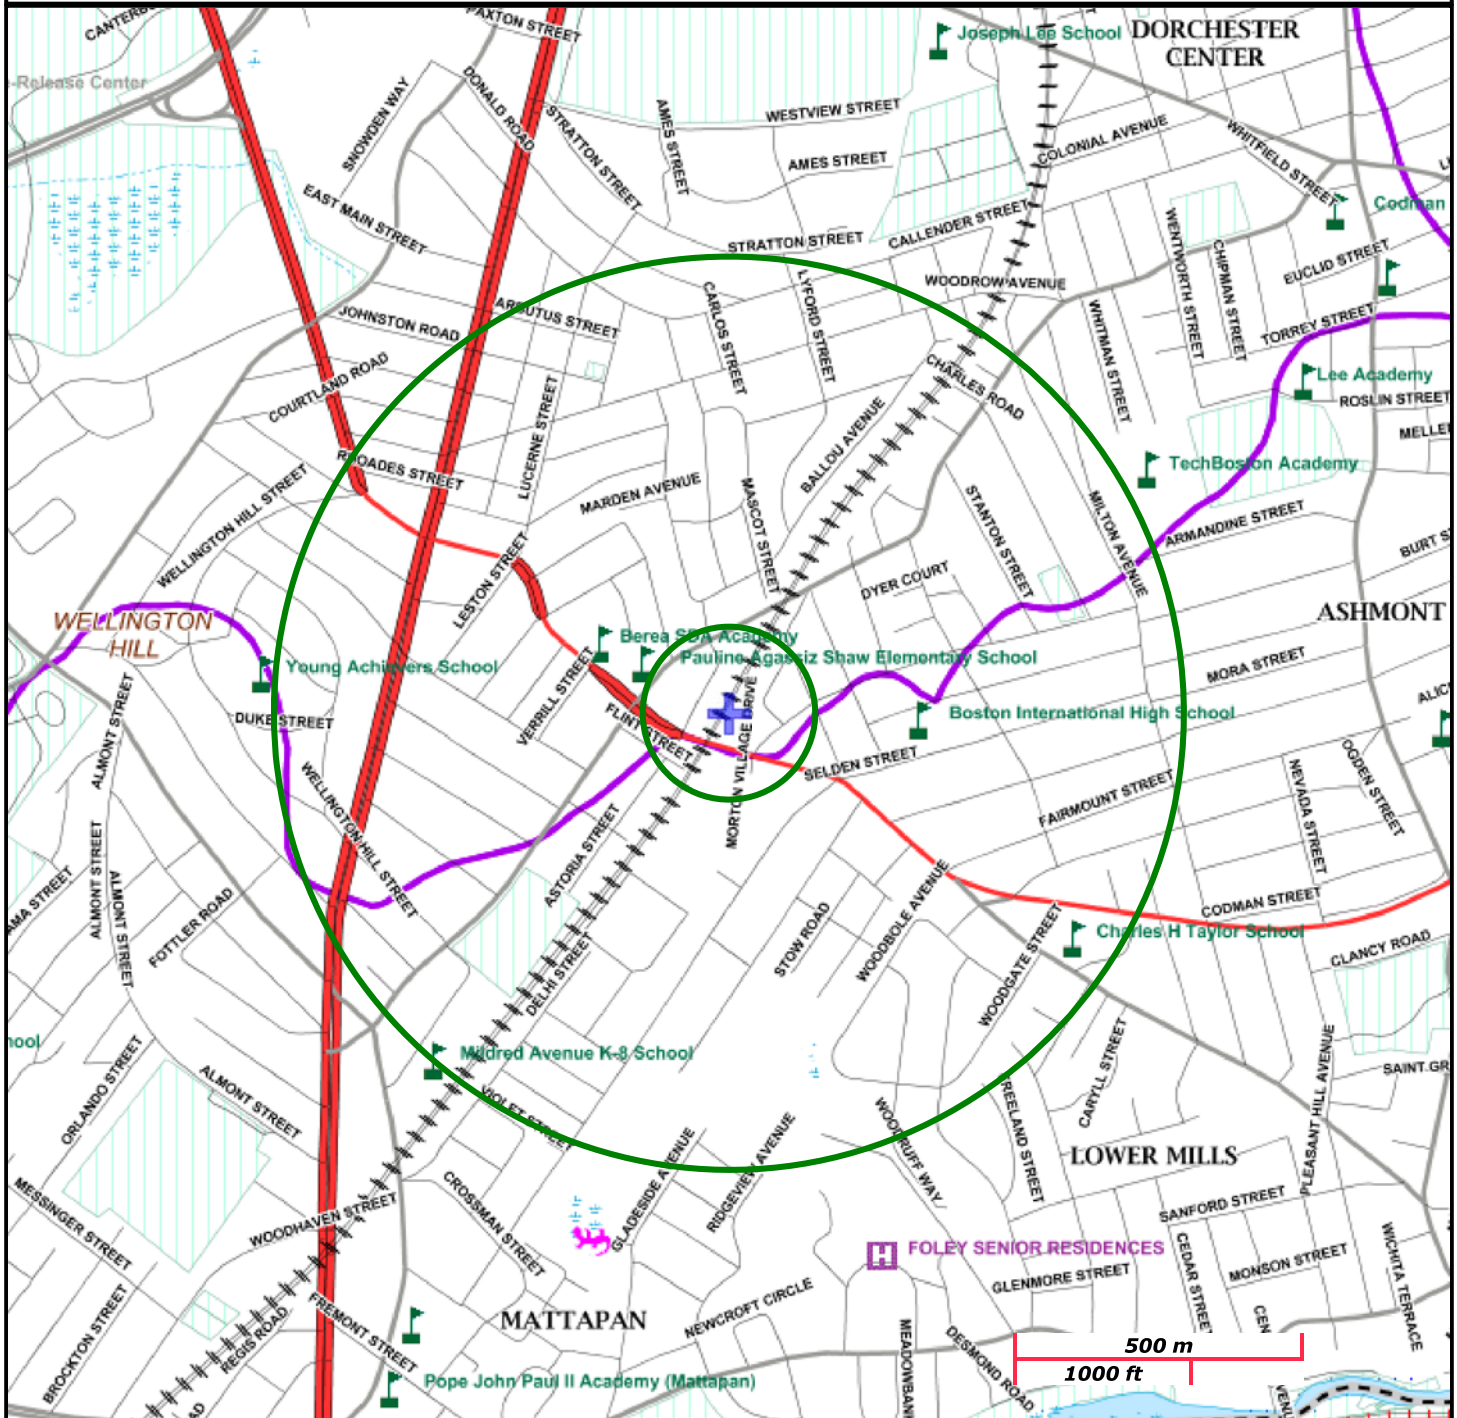 PAXTON STREET
Joseph Lee School
DORCHESTER
CENTER
-Release Center
SNOWDEN WAY
DONALD ROAD
STRATTON STREET
AMES STREET
WESTVIEW STREET
AMES STREET
COLONIAL AVENUE
WHITFIELD STREET
EAST MAIN STREET
Codman
STRATTON STREET
CALLENDER STREET
WENTWORTH STREET
CHIPMAN STREET
EUCLID STREET
WOODROW AVENUE
LYFORD STREET
CARLOS STREET
ARBUTUS STREET
JOHNSTON ROAD
WHITMAN STREET
TORREY STREET
COURTLAND ROAD
CHARLES ROAD
Lee Academy
ROSLIN STREET
LUCERNE STREET
BALLOU AVENUE
RHOADES STREET
TechBoston Academy
WELLINGTON HILL STREET
MARDEN AVENUE
MASCOT STREET
STANTON STREET
MILTON AVENUE
ARMANDINE STREET
BURT S
LESTON STREET
DYER COURT
WELLINGTON
HILL
ASHMONT
Berea SDA Academy
Pauline Agassiz Shaw Elementary School
Young Achievers School
MORA STREET
ALMONT STREET
DUKE STREET
VERRILL STREET
FLINT STREET
MORTON VILLAGE DRIVE
Boston International High School
SELDEN STREET
OGDEN STREET
NEVADA STREET
FAIRMOUNT STREET
WELLINGTON HILL STREET
ASTORIA STREET
ALMONT STREET
ALMONT STREET
AMA STREET
FOTTLER ROAD
STOW ROAD
WOODBOLE AVENUE
WOODGATE STREET
CODMAN STREET
Charles H Taylor School
CLANCY ROAD
DELHI STREET
hool
Mildred Avenue K-8 School
ORLANDO STREET
ALMONT STREET
VIOLET STREET
CARYLL STREET
PLEASANT HILL AVENUE
SAINT GR
WOODRUFF WAY
LOWER MILLS
MESSINGER STREET
WOODHAVEN STREET
CROSSMAN STREET
GLADESIDE AVENUE
RIDGEVIEW AVENUE
SANFORD STREET
FOLEY SENIOR RESIDENCES
GLENMORE STREET
CEDAR STREET
MONSON STREET
WICHITA TERRACE
BROCKTON STREET
REGIS ROAD
FREMONT STREET
MATTAPAN
NEWCROFT CIRCLE
DESMOND ROAD
500 m
1000 ft
Pope John Paul II Academy (Mattapan)